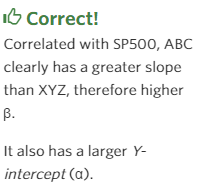 Correct!
Correlated with SP500, ABC
clearly has a greater slope
than XYZ, therefore higher
β.
It also has a larger Y-
intercept (α).